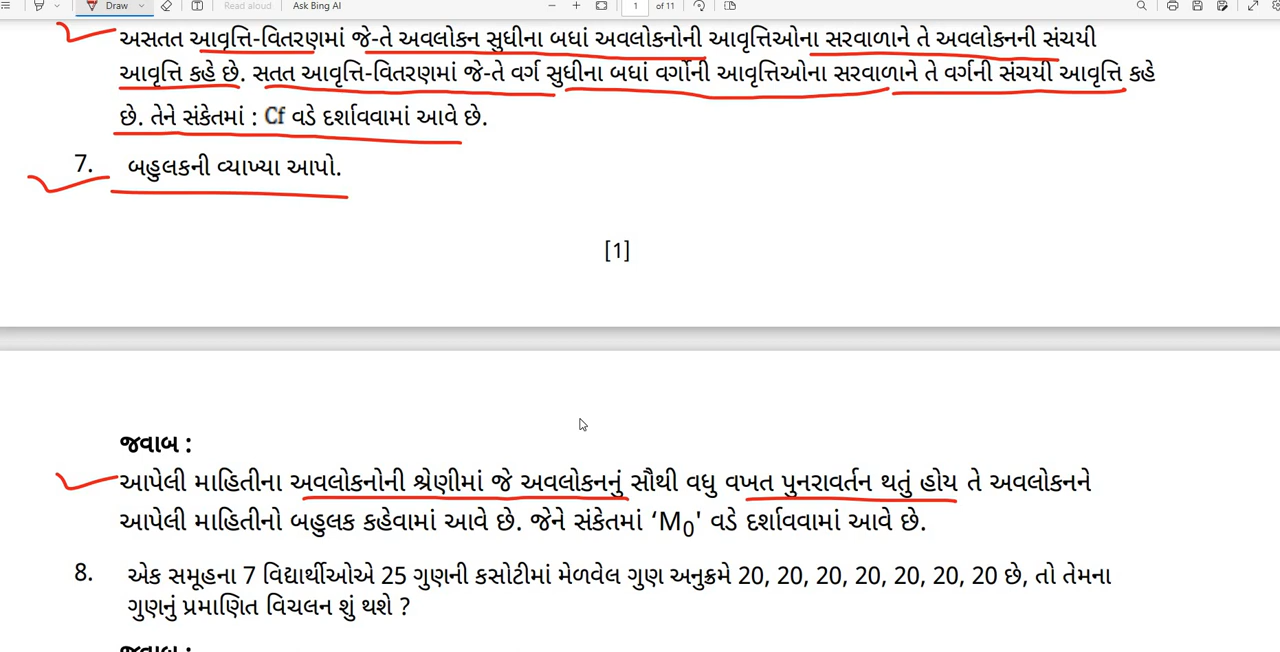 Draw
Read aloud
Ask Bing AI
1 of 11
અસતત આવૃત્તિ-વિતરણમાં જે-તે અવલોકન સુધીના બધાં અવલોકનોની આવૃત્તિઓના સરવાળાને તે અવલોકનની સંચયી
આવૃત્તિ કહે છે. સતત આવૃત્તિ-વિતરણમાં જે-તે વર્ગ સુધીના બધાં વર્ગોની આવૃત્તિઓના સરવાળાને તે વર્ગની સંચયી આવૃત્તિ કહે
છે. તેને સંકેતમાં : Cf વડે દર્શાવવામાં આવે છે.
7. બહુલકની વ્યાખ્યા આપો.
[1]
જવાબ :
આપેલી માહિતીના અવલોકનોની શ્રેણીમાં જે અવલોકનનું સૌથી વધુ વખત પુનરાવર્તન થતું હોય તે અવલોકનને
આપેલી માહિતીનો બહુલક કહેવામાં આવે છે. જેને સંકેતમાં ‘M₀' વડે દર્શાવવામાં આવે છે.
8. એક સમૂહના 7 વિદ્યાર્થીઓએ 25 ગુણની કસોટીમાં મેળવેલ ગુણ અનુક્રમે 20, 20, 20, 20, 20, 20, 20 છે, તો તેમના
ગુણનું પ્રમાણિત વિચલન શું થશે ?
જવાબ :